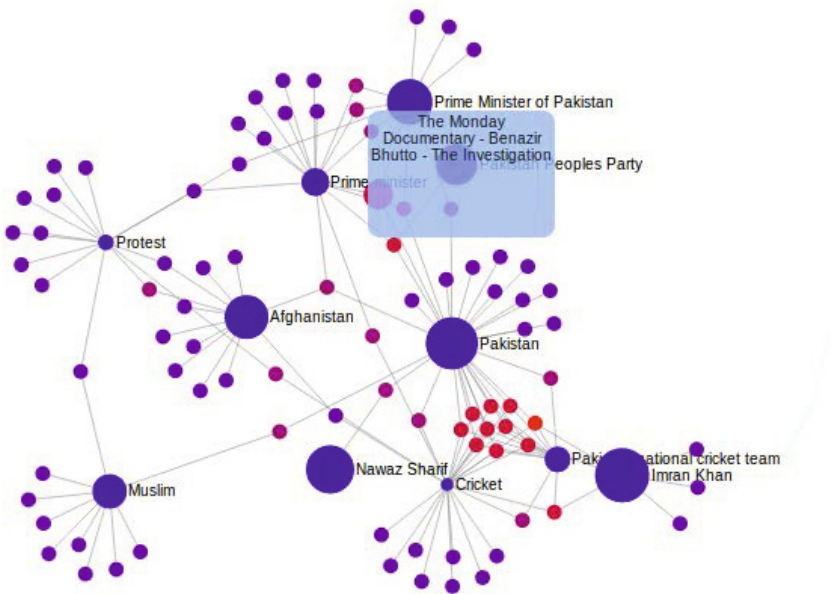 Prime Minister of Pakistan
The Monday
Documentary - Benazir
Bhutto - The Investigation
Pakistan Peoples Party
Prime minister
Protest
Afghanistan
Pakistan
Nawaz Sharif
national cricket team
Imran Khan
Cricket
Muslim